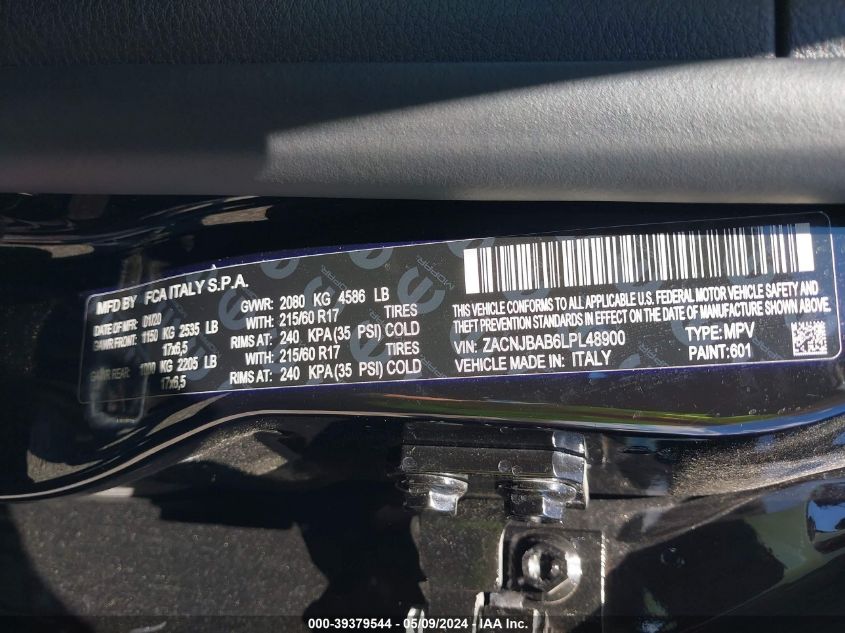 MFD BY FCA ITALY S.P.A.
DATE OF MFR: 01/20 GVWR: 2080 KG 4586 LB
GAWR FRONT: 1150 KG 2535 LB WITH: 215/60 R17 TIRES
17x6,5 RIMS AT: 240 KPA(35 PSI) COLD
GAWR REAR: 1000 KG 2205 LB WITH: 215/60 R17 TIRES
17x6,5 RIMS AT: 240 KPA(35 PSI) COLD
THIS VEHICLE CONFORMS TO ALL APPLICABLE U.S. FEDERAL MOTOR VEHICLE SAFETY AND
THEFT PREVENTION STANDARDS IN EFFECT ON THE DATE OF MANUFACTURE SHOWN ABOVE.
VIN: ZACNJBAB6LPL48900 TYPE: MPV
VEHICLE MADE IN: ITALY PAINT: 601
MOPAR
000-39379544 - 05/09/2024 - IAA Inc.